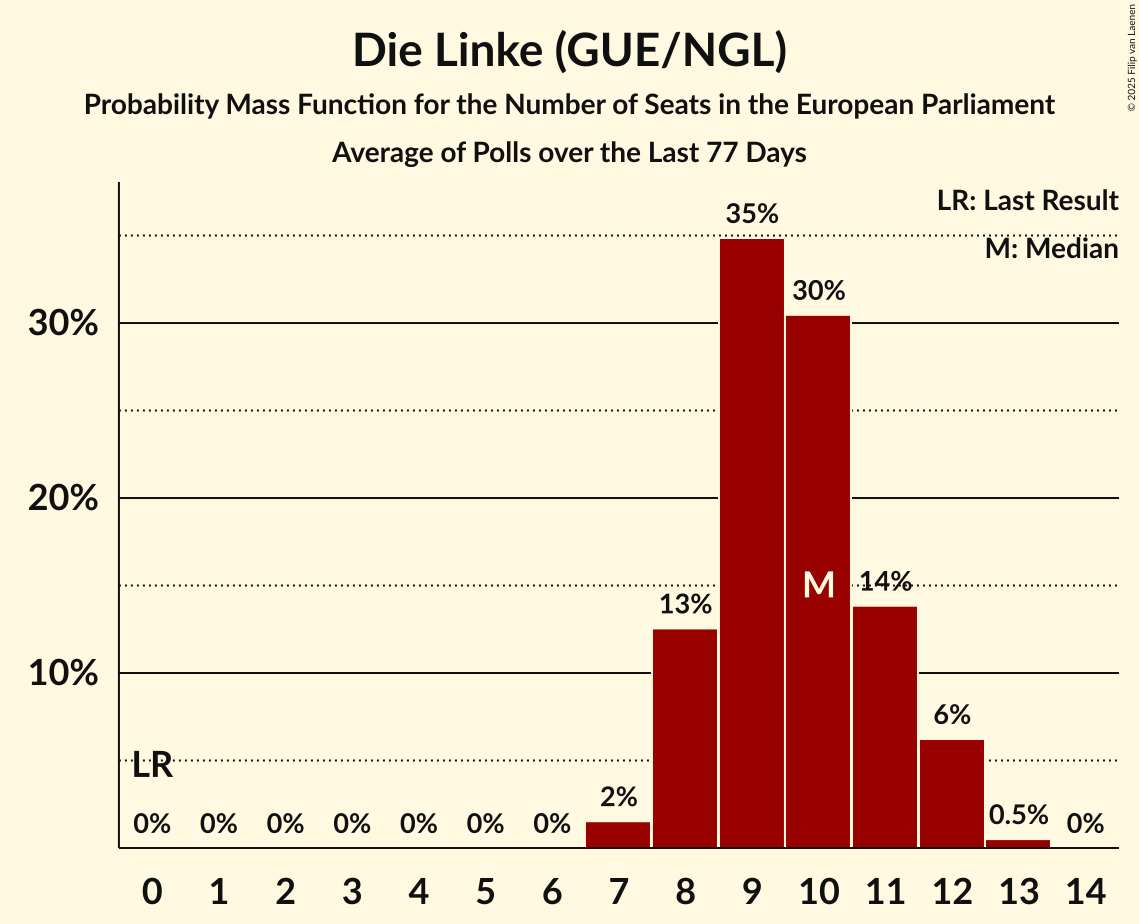 Die Linke (GUE/NGL)
Probability Mass Function for the Number of Seats in the European Parliament
Average of Polls over the Last 77 Days
© 2025 Filip van Laenen
LR: Last Result
M: Median
35%
30%
30%
20%
M
14%
13%
10%
6%
LR
2%
0% 0% 0% 0% 0% 0% 0% 0.5% 0%
0 1 2 3 4 5 6 7 8 9 10 11 12 13 14